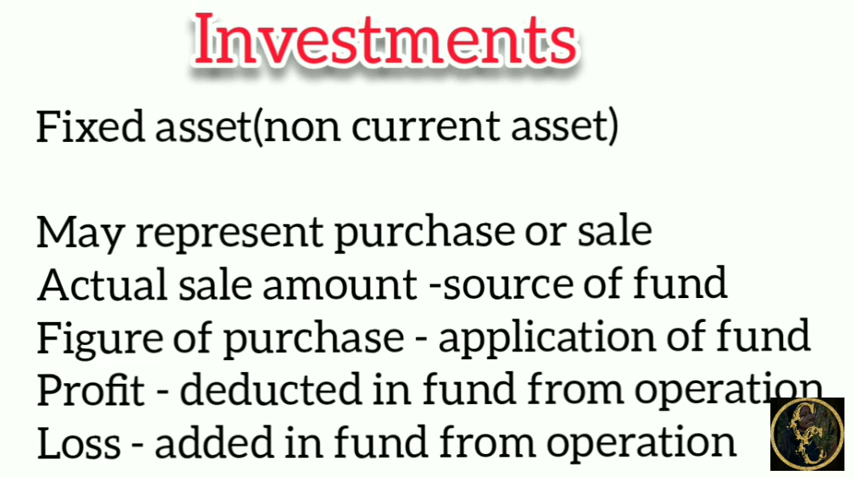 Investments
Fixed asset(non current asset)
May represent purchase or sale
Actual sale amount -source of fund
Figure of purchase - application of fund
Profit - deducted in fund from operation
Loss - added in fund from operation